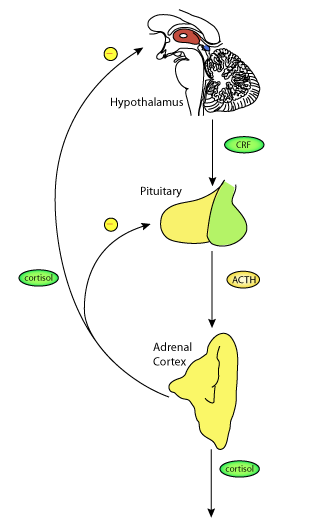 −
Hypothalamus
CRF
Pituitary
−
cortisol
ACTH
Adrenal
Cortex
cortisol